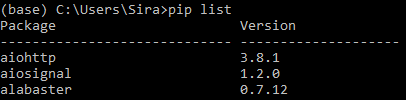 (base) C:\Users\Sira>pip list
Package Version
---------------------------- --------------------
aiohttp 3.8.1
aiosignal 1.2.0
alabaster 0.7.12